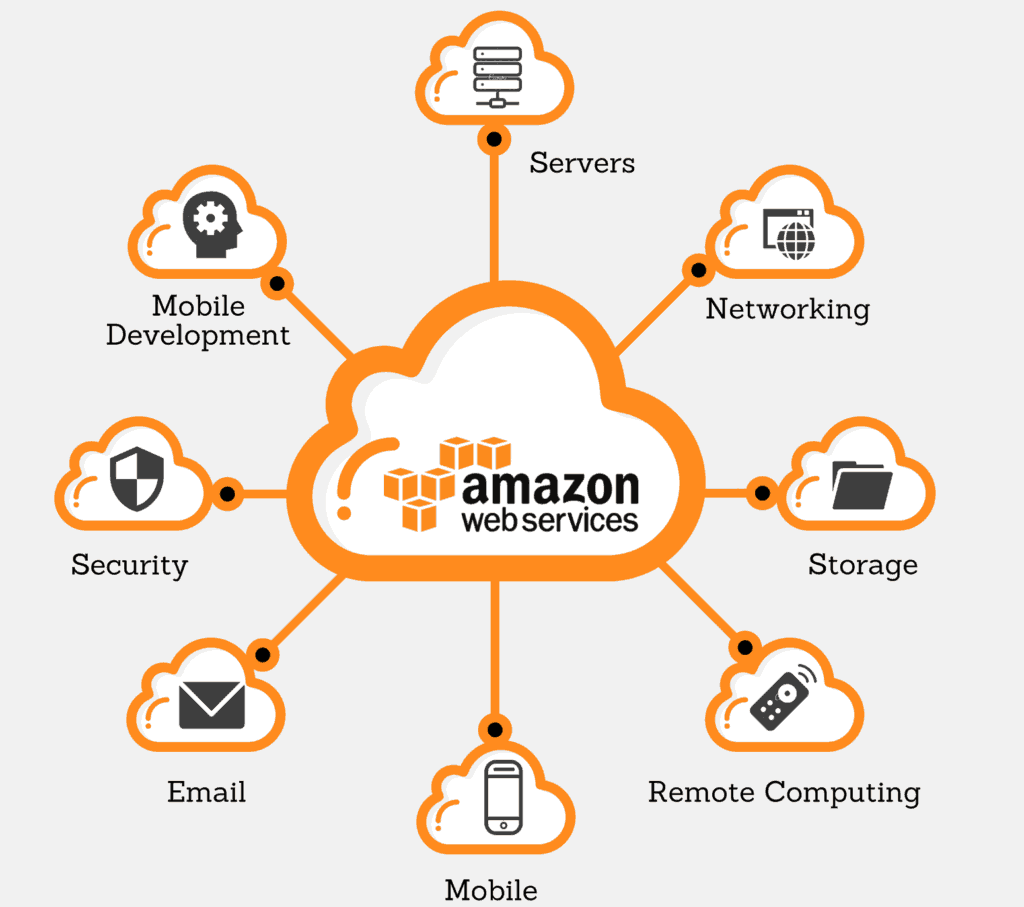 Servers
Mobile
Development
Networking
amazon
web services
Security
Storage
Email
Remote Computing
Mobile